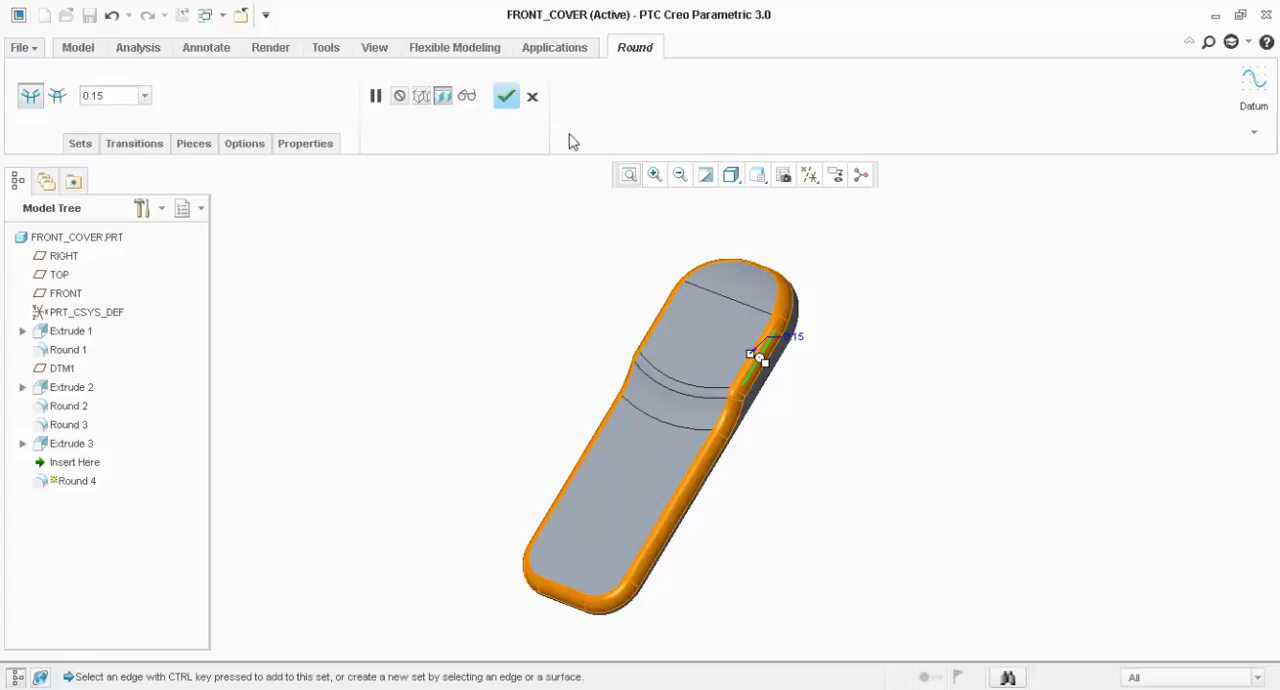 FRONT_COVER (Active) - PTC Creo Parametric 3.0
File Model Analysis Annotate Render Tools View Flexible Modeling Applications Round
0.15
Datum
Sets Transitions Pieces Options Properties
Model Tree
FRONT_COVER.PRT
RIGHT
TOP
FRONT
PRT_CSYS_DEF
Extrude 1
Round 1
DTM1
Extrude 2
Round 2
Round 3
Extrude 3
Insert Here
Round 4
0.15
Select an edge with CTRL key pressed to add to this set, or create a new set by selecting an edge or a surface.
All